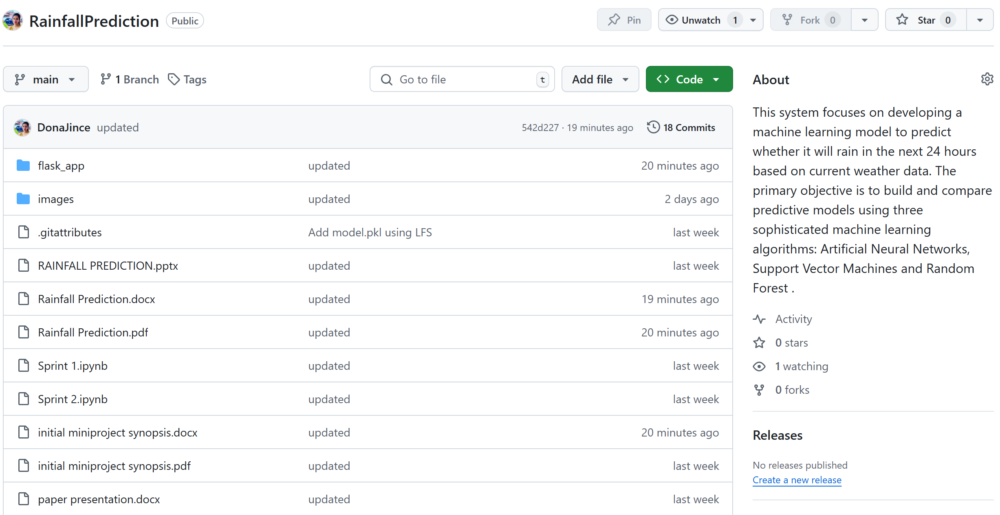 RainfallPrediction Public Pin Unwatch 1 Fork 0 Star 0
main 1 Branch Tags Go to file t Add file Code
DonaJince updated 542d227 · 19 minutes ago 18 Commits
flask_app updated 20 minutes ago
images updated 2 days ago
.gitattributes Add model.pkl using LFS last week
RAINFALL PREDICTION.pptx updated last week
Rainfall Prediction.docx updated 19 minutes ago
Rainfall Prediction.pdf updated 20 minutes ago
Sprint 1.ipynb updated last week
Sprint 2.ipynb updated last week
initial miniproject synopsis.docx updated 20 minutes ago
initial miniproject synopsis.pdf updated last week
paper presentation.docx updated last week
About
This system focuses on developing a
machine learning model to predict
whether it will rain in the next 24 hours
based on current weather data. The
primary objective is to build and compare
predictive models using three
sophisticated machine learning
algorithms: Artificial Neural Networks,
Support Vector Machines and Random
Forest .
Activity
0 stars
1 watching
0 forks
Releases
No releases published
Create a new release